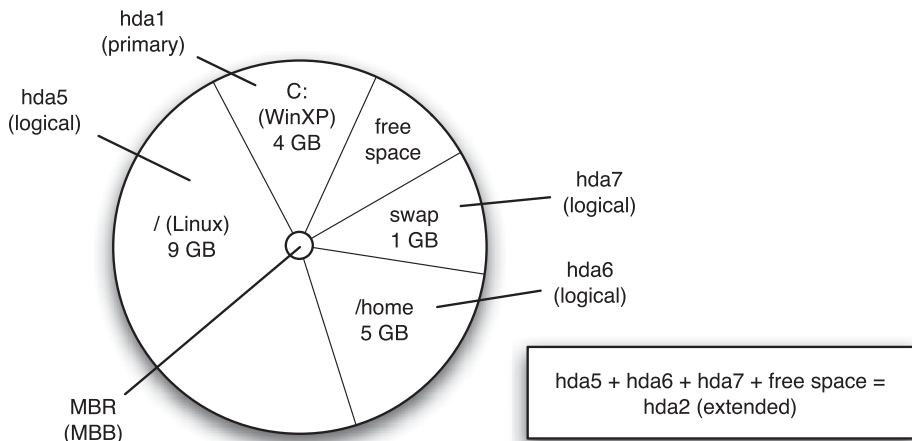 hda1
(primary)
hda5
(logical)
C:
(WinXP)
4 GB
free
space
hda7
(logical)
swap
1 GB
/ (Linux)
9 GB
hda6
(logical)
/home
5 GB
MBR
(MBB)
hda5 + hda6 + hda7 + free space =
hda2 (extended)